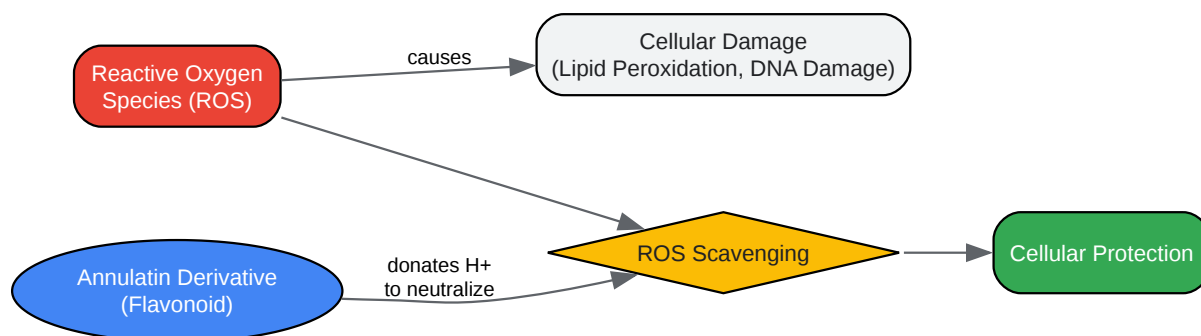 Reactive Oxygen
Species (ROS)
causes
Cellular Damage
(Lipid Peroxidation, DNA Damage)
Annulatin Derivative
(Flavonoid)
donates H+
to neutralize
ROS Scavenging
Cellular Protection